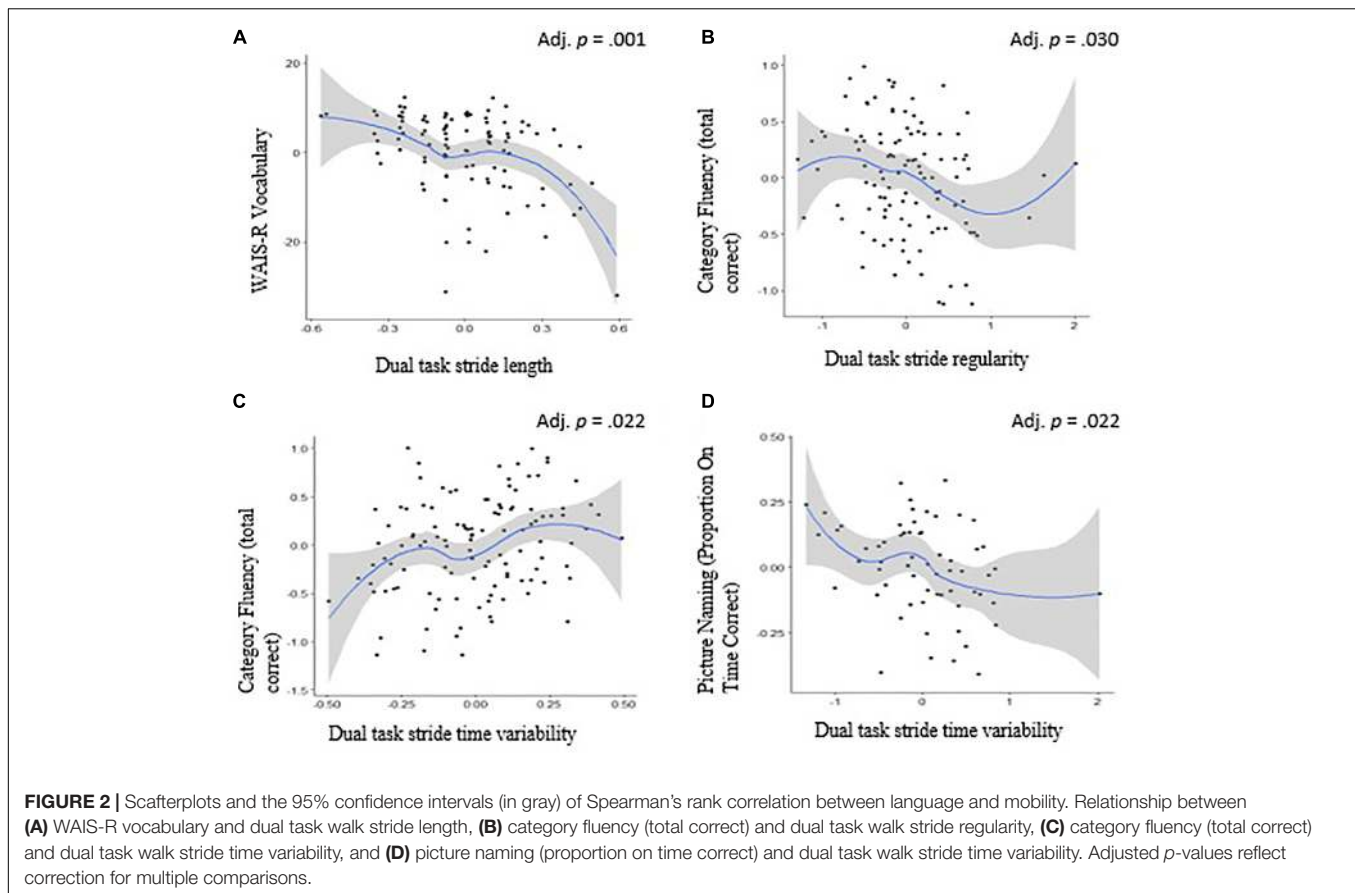 A
Adj. p = .001
20
0
-20
WAIS-R Vocabulary
-0.6 -0.3 0.0 0.3 0.6
Dual task stride length
B
Adj. p = .030
1.0
0.5
0.0
-0.5
-1.0
Category Fluency (total
correct)
-1 0 1 2
Dual task stride regularity
C
Adj. p = .022
1.0
0.5
0.0
-0.5
-1.0
-1.5
Category Fluency (total
correct)
-0.50 -0.25 0.00 0.25 0.50
Dual task stride time variability
D
Adj. p = .022
0.50
0.25
0.00
-0.25
Picture Naming (Proportion On
Time Correct)
-1 0 1 2
Dual task stride time variability
FIGURE 2 | Scafterplots and the 95% confidence intervals (in gray) of Spearman's rank correlation between language and mobility. Relationship between
(A) WAIS-R vocabulary and dual task walk stride length, (B) category fluency (total correct) and dual task walk stride regularity, (C) category fluency (total correct)
and dual task walk stride time variability, and (D) picture naming (proportion on time correct) and dual task walk stride time variability. Adjusted p-values reflect
correction for multiple comparisons.